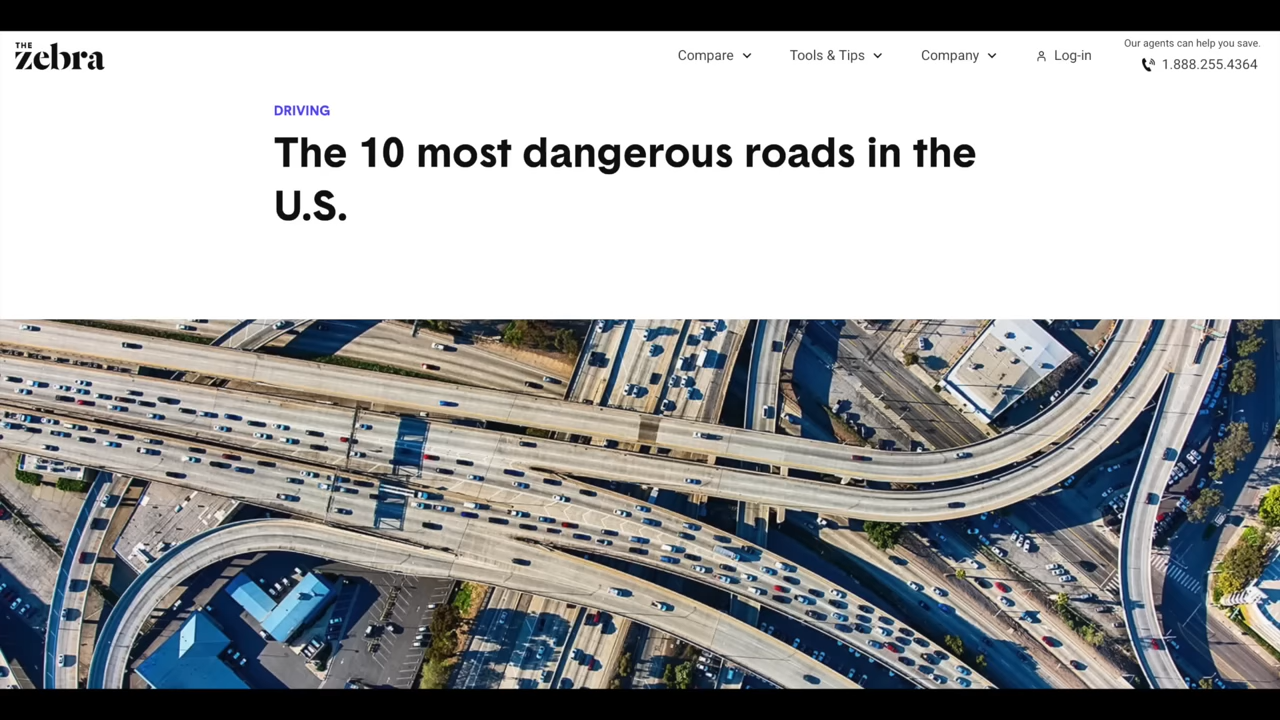 THE
zebra
Compare
Tools & Tips
Company
Log-in
Our agents can help you save.
1.888.255.4364
DRIVING
The 10 most dangerous roads in the
U.S.